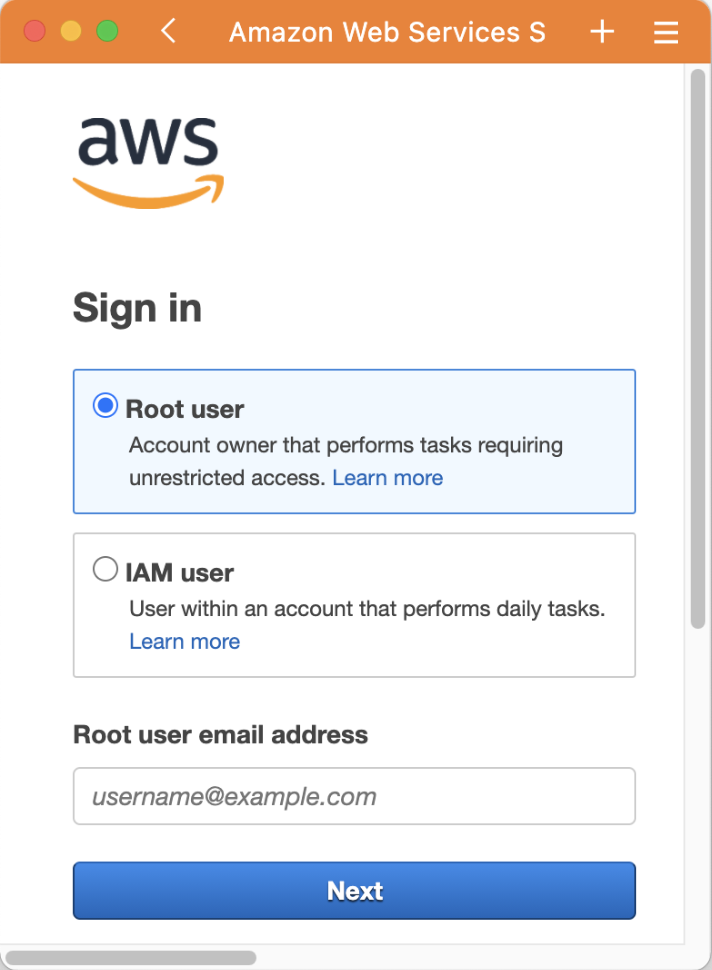 Amazon Web Services S
aws
Sign in
Root user
Account owner that performs tasks requiring
unrestricted access. Learn more
IAM user
User within an account that performs daily tasks.
Learn more
Root user email address
username@example.com
Next